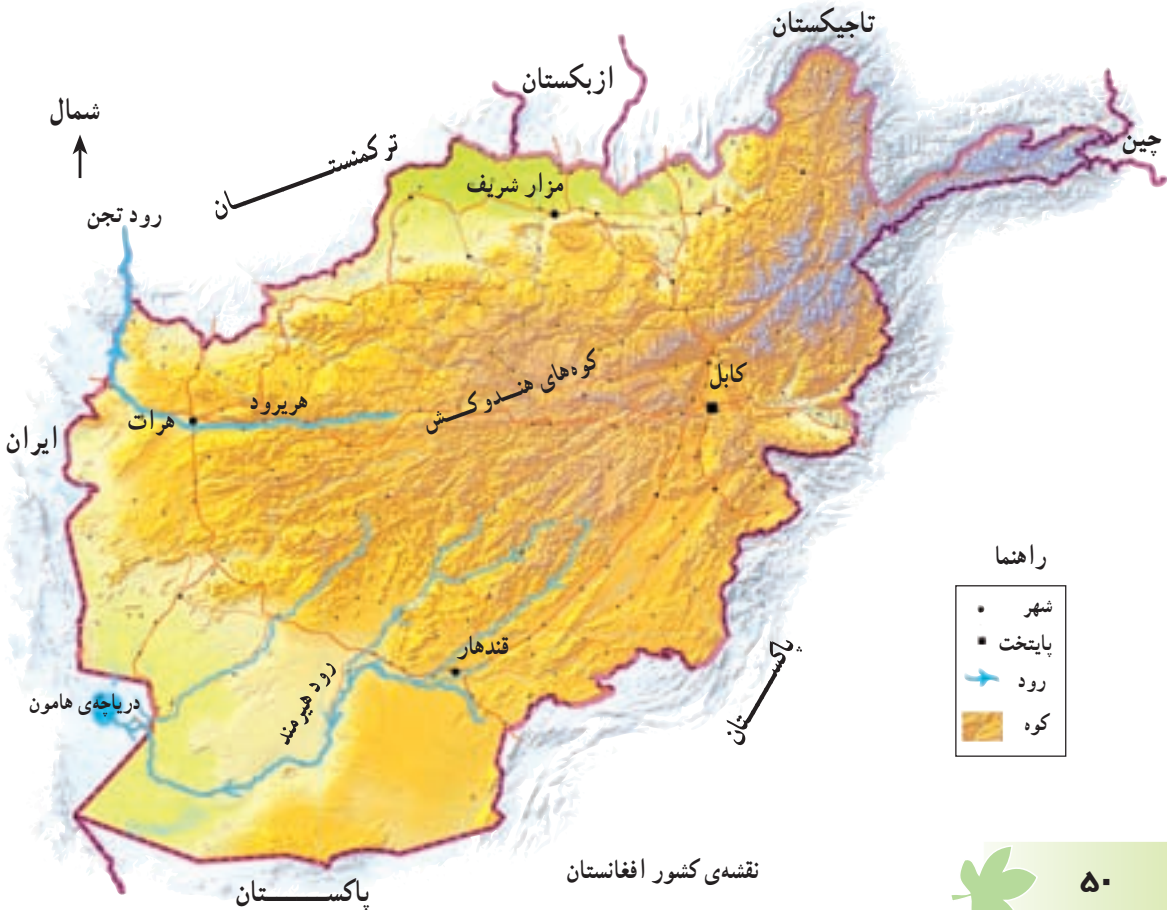 تاجیکستان
ازبکستان
شمال
ترکمنستان
چین
مزار شریف
رود تجن
کوه‌های هندوکش
کابل
هریرود
هرات
ایران
راهنما
شهر
پایتخت
رود
کوه
قندهار
رود هیرمند
پاکستان
دریاچه‌ی هامون
پاکستان
نقشه‌ی کشور افغانستان
۵۰